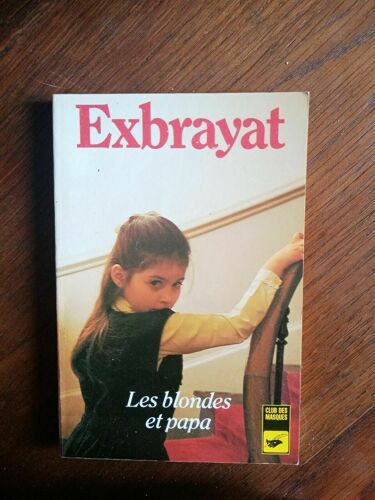 Exbrayat
Les blondes
et papa
CLUB DES
MASQUES